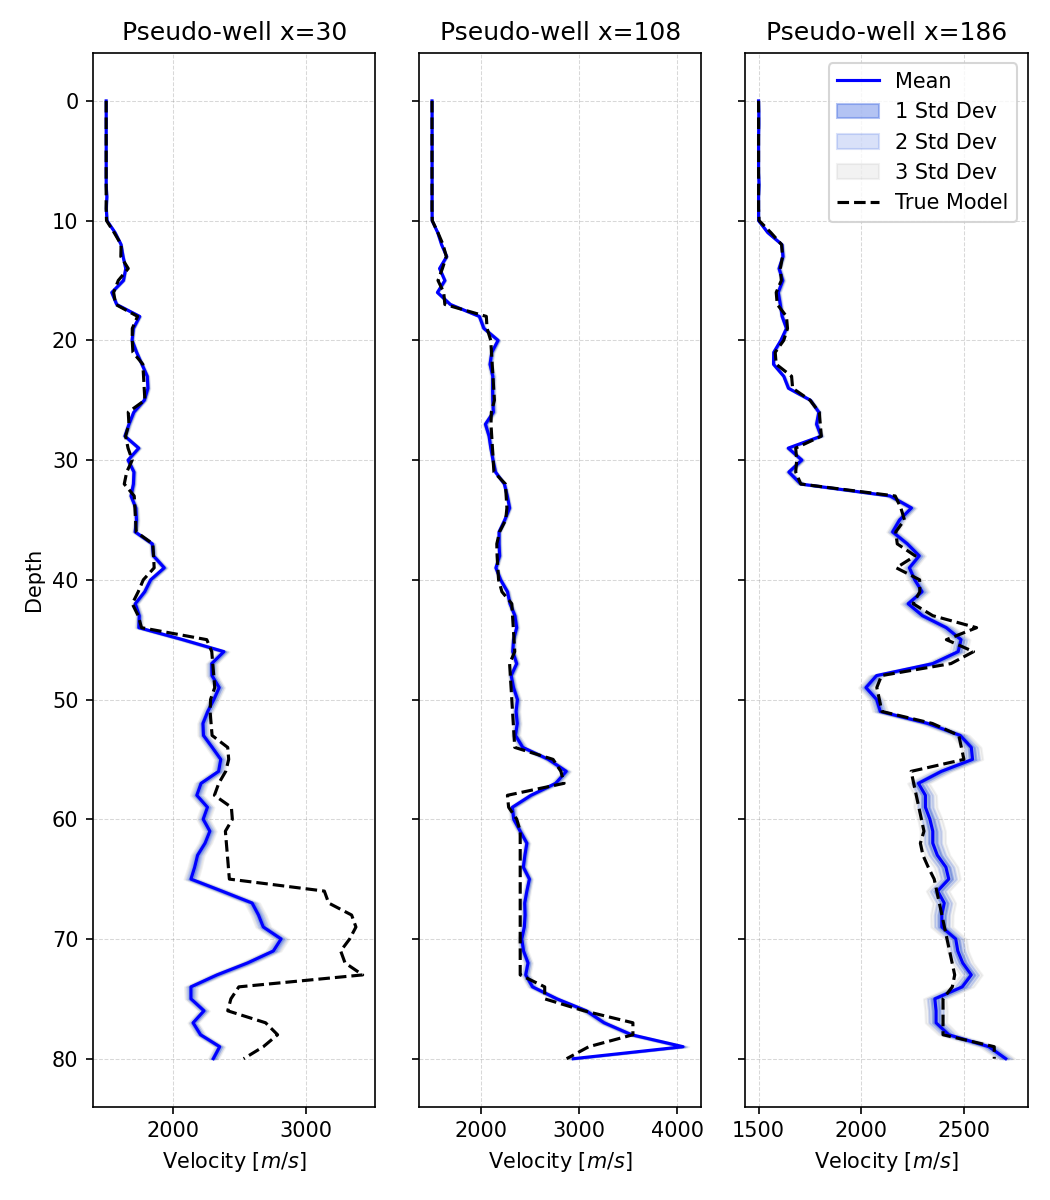 Pseudo-well x=30
Pseudo-well x=108
Pseudo-well x=186
Mean
1 Std Dev
2 Std Dev
3 Std Dev
True Model
Depth
0
10
20
30
40
50
60
70
80
2000 3000
2000 3000 4000
1500 2000 2500
Velocity [m/s]
Velocity [m/s]
Velocity [m/s]